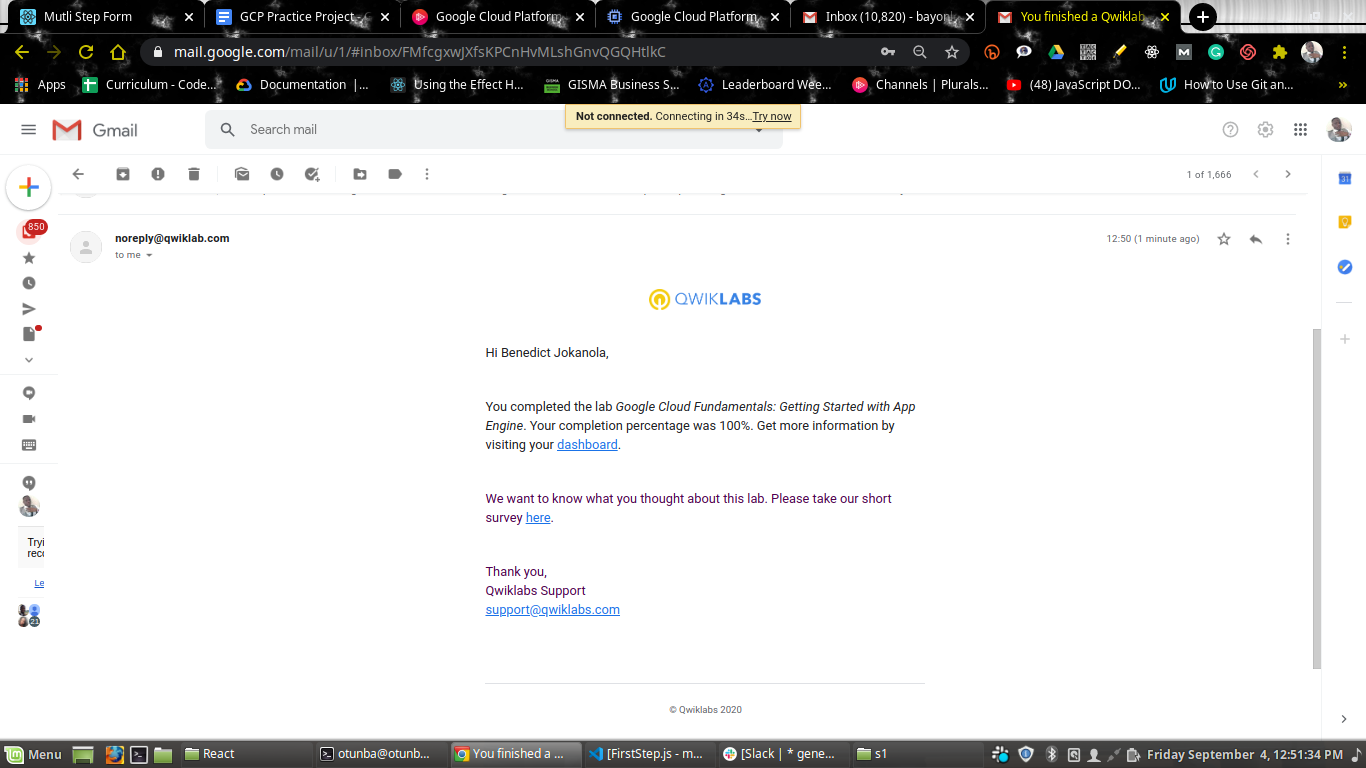 Mutli Step Form
GCP Practice Project - G
Google Cloud Platform
Google Cloud Platform
Inbox (10,820) - bayon
You finished a Qwiklab
mail.google.com/mail/u/1/#inbox/FMfcgxwJXfsKPCnHvMLshGnvQGQHtlkC
Apps
Curriculum - Code...
Documentation |...
Using the Effect H...
GISMA Business S...
Leaderboard Wee...
Channels | Plurals...
(48) JavaScript DO...
How to Use Git an...
Not connected. Connecting in 34s...Try now
Gmail
Search mail
1 of 1,666
850
noreply@qwiklab.com
12:50 (1 minute ago)
to me
QWIKLABS
Hi Benedict Jokanola,
You completed the lab Google Cloud Fundamentals: Getting Started with App
Engine. Your completion percentage was 100%. Get more information by
visiting your dashboard.
We want to know what you thought about this lab. Please take our short
survey here.
Thank you,
Qwiklabs Support
support@qwiklabs.com
Tryi
reco
Le
21
31
© Qwiklabs 2020
Menu
React
otunba@otunb...
You finished a ...
[FirstStep.js - m...
[Slack | * gene...
s1
Friday September 4, 12:51:34 PM